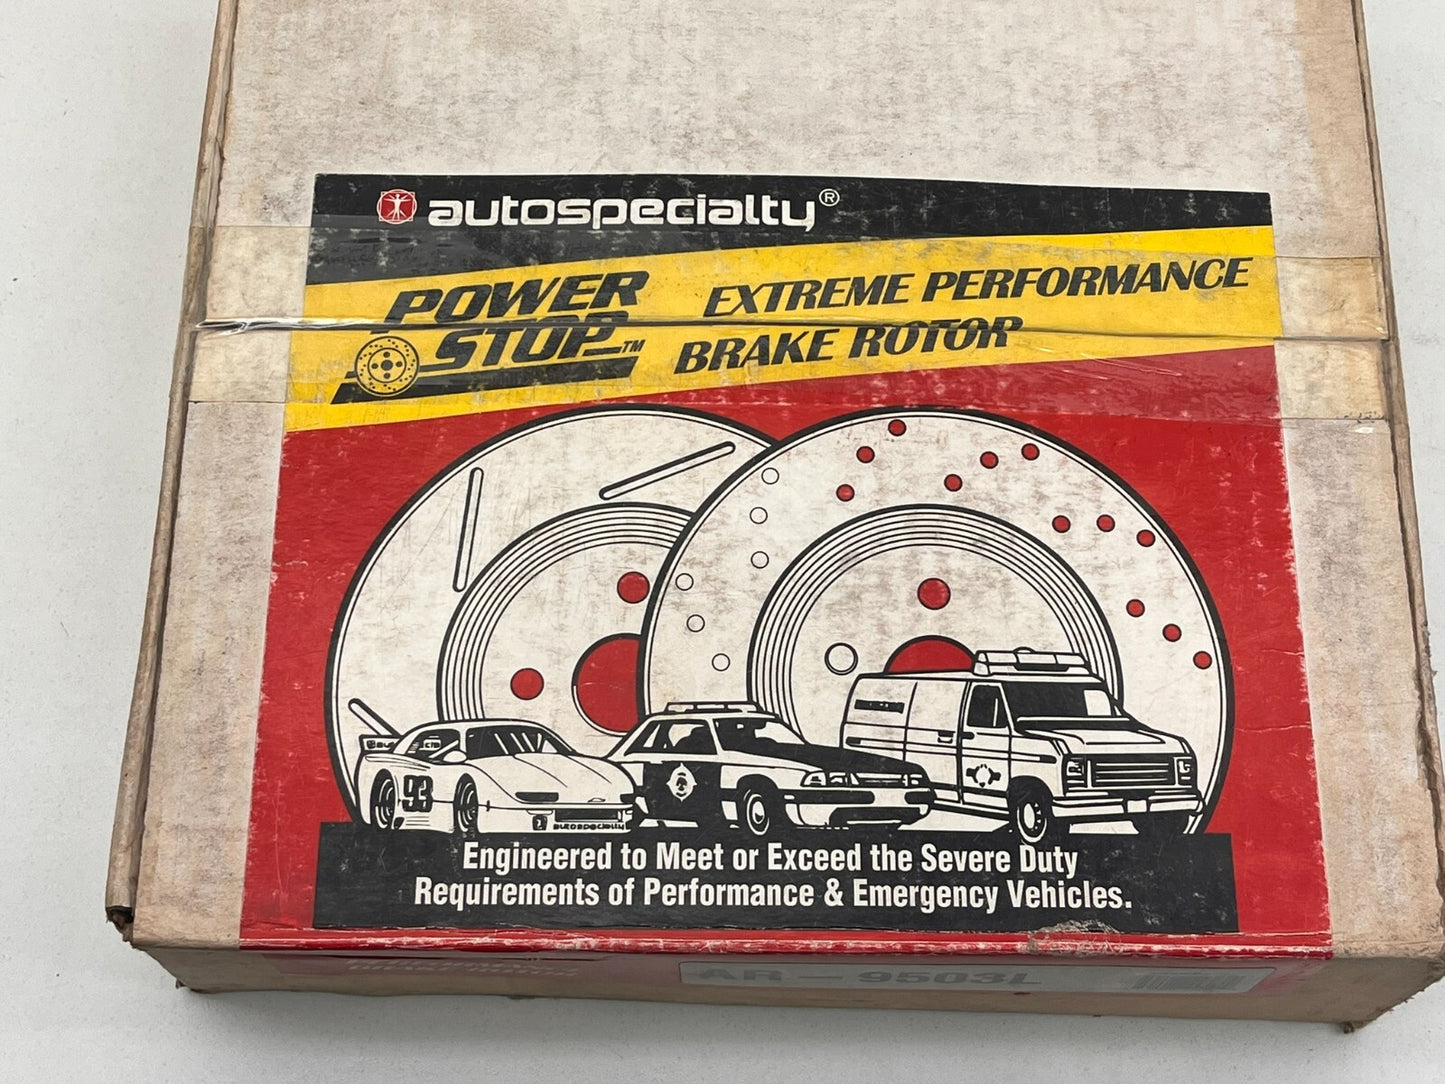 autospecialty®
POWER
STOP™
EXTREME PERFORMANCE
BRAKE ROTOR
93
autospecialty
Engineered to Meet or Exceed the Severe Duty
Requirements of Performance & Emergency Vehicles.
AR-9503L